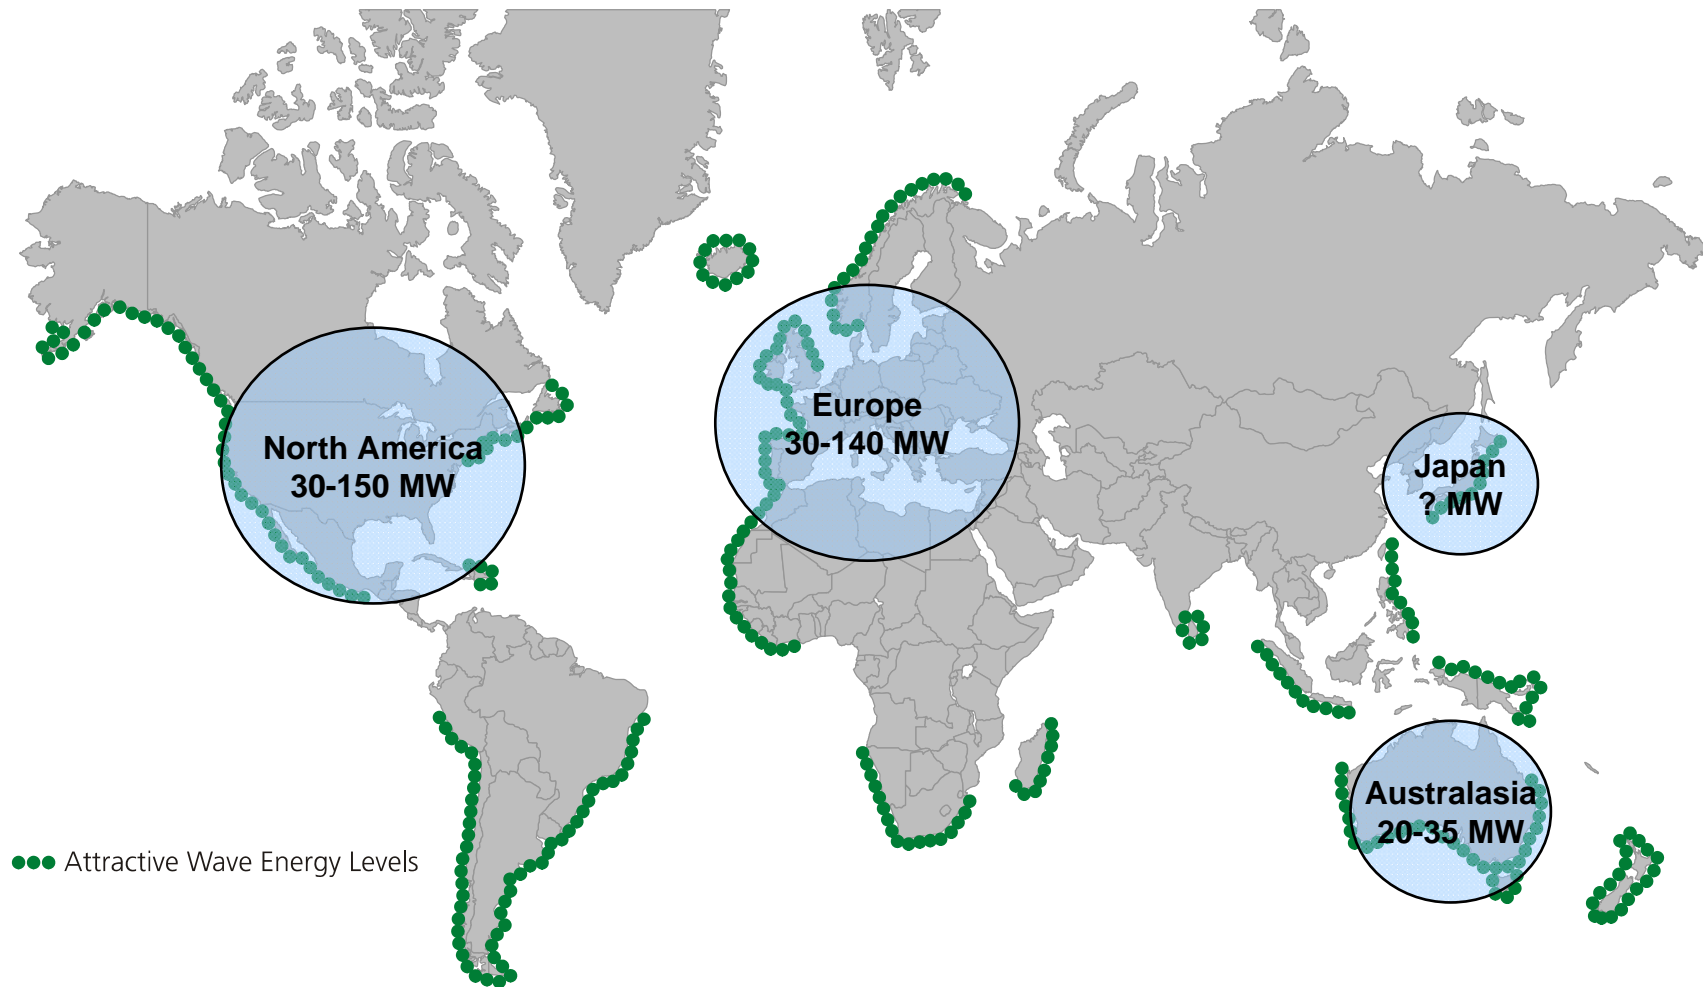 North America
30-150 MW
Europe
30-140 MW
Japan
? MW
Australasia
20-35 MW
Attractive Wave Energy Levels